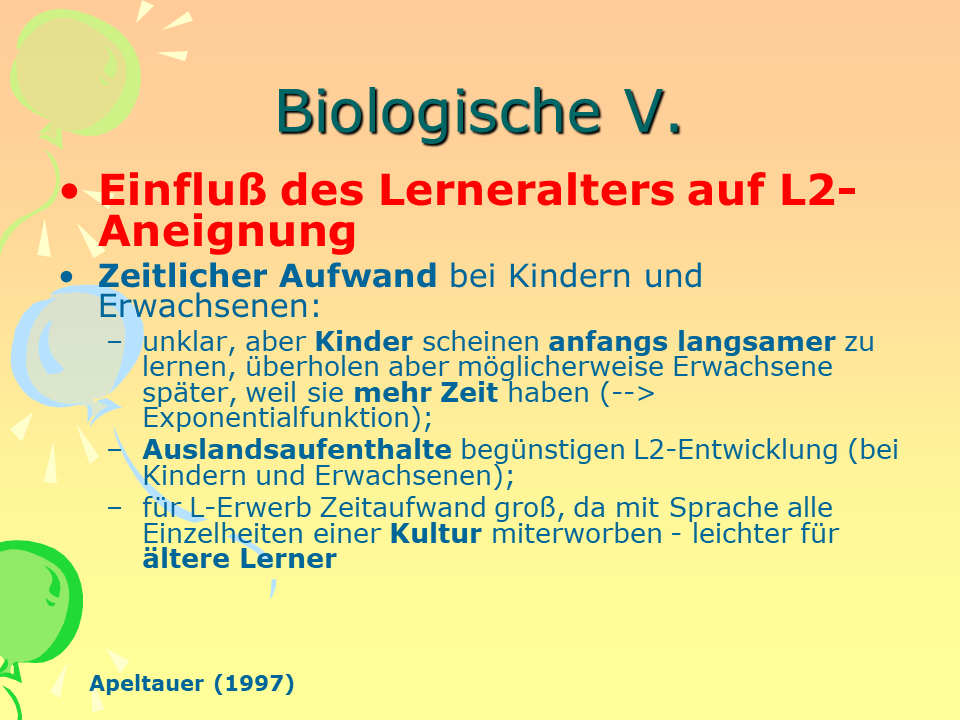 Biologische V.
• Einfluß des Lerneralters auf L2-
Aneignung
• Zeitlicher Aufwand bei Kindern und
Erwachsenen:
– unklar, aber Kinder scheinen anfangs langsamer zu
lernen, überholen aber möglicherweise Erwachsene
später, weil sie mehr Zeit haben (-->
Exponentialfunktion);
– Auslandsaufenthalte begünstigen L2-Entwicklung (bei
Kindern und Erwachsenen);
– für L-Erwerb Zeitaufwand groß, da mit Sprache alle
Einzelheiten einer Kultur miterworben - leichter für
ältere Lerner
Apeltauer (1997)